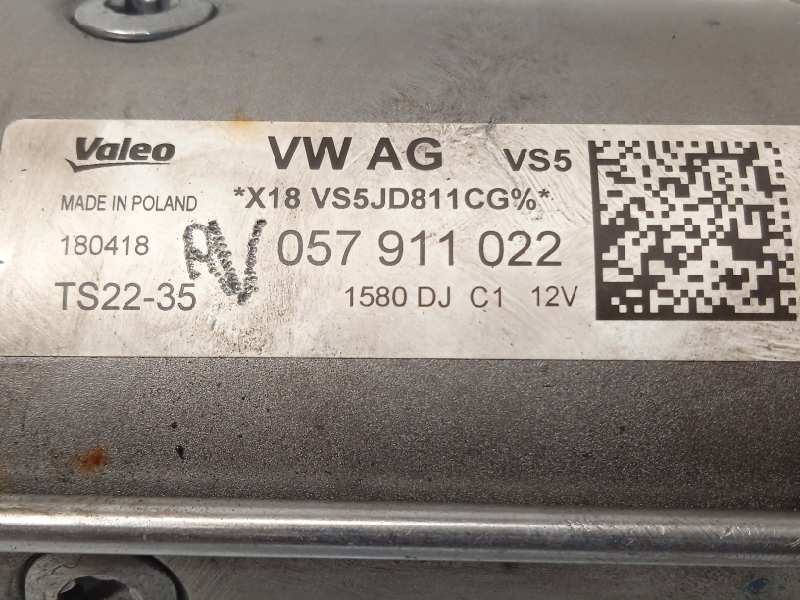 Valeo VW AG VS5
MADE IN POLAND *X18 VS5JD811CG%*
180418 AV 057 911 022
TS22-35 1580 DJ C1 12V